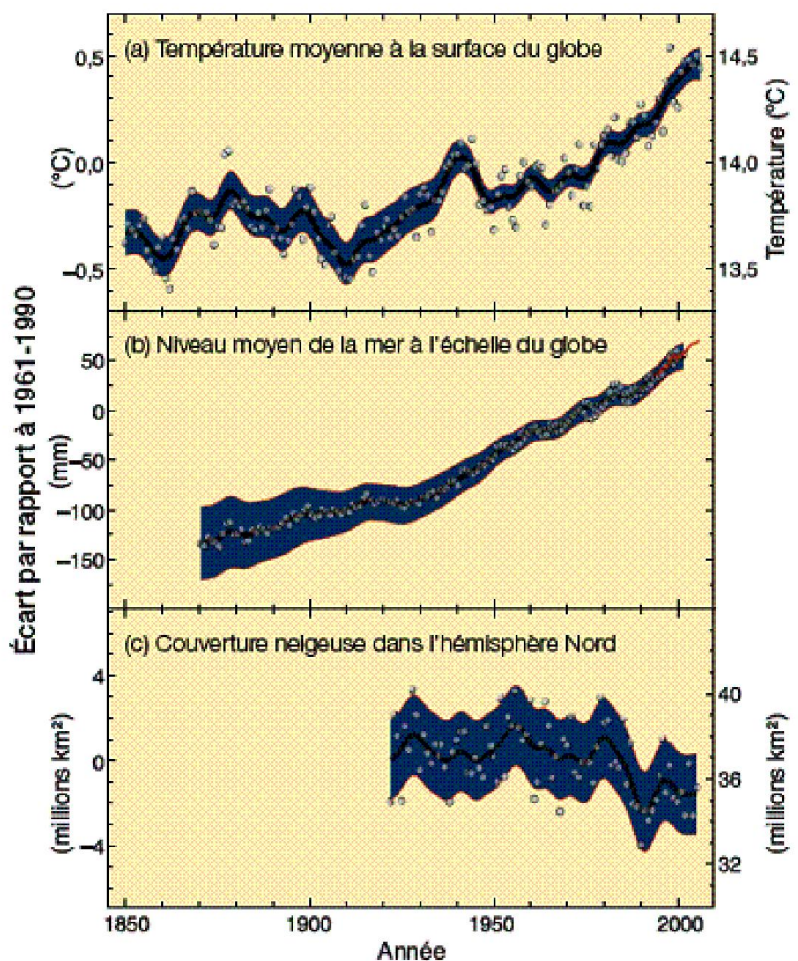 Écart par rapport à 1961-1990
(a) Température moyenne à la surface du globe
(°C)
0,5
0,0
−0,5
Température (°C)
14,5
14,0
13,5
(b) Niveau moyen de la mer à l'échelle du globe
(mm)
50
0
−50
−100
−150
(c) Couverture neigeuse dans l'hémisphère Nord
(millions km²)
4
0
−4
(millions km²)
40
36
32
1850
1900
1950
2000
Année